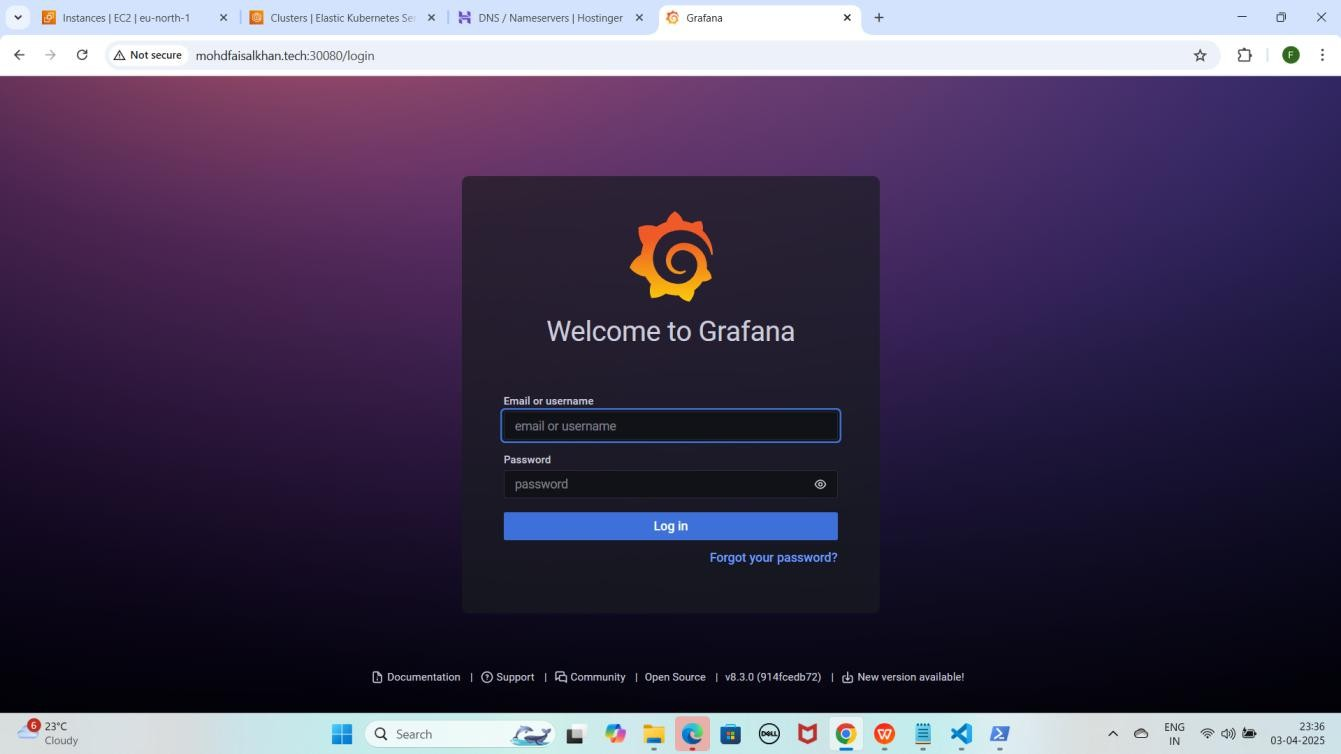 Instances | EC2 | eu-north-1
Clusters | Elastic Kubernetes Ser
DNS / Nameservers | Hostinger
Grafana
Not secure
mohdfaisalkhan.tech:30080/login
F
Welcome to Grafana
Email or username
email or username
Password
password
Log in
Forgot your password?
Documentation | Support | Community | Open Source | v8.3.0 (914fcedb72) | New version available!
6
23°C
Cloudy
Search
DELL
W
ENG
IN
23:36
03-04-2025